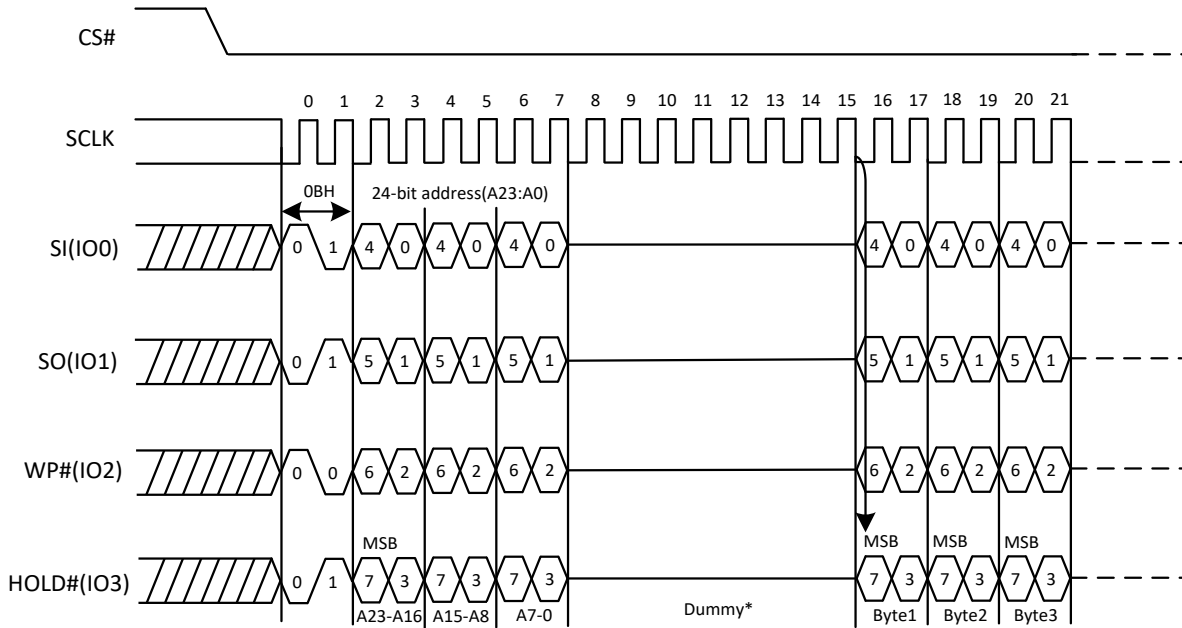 CS#
0 1 2 3 4 5 6 7 8 9 10 11 12 13 14 15 16 17 18 19 20 21
SCLK
0BH 24-bit address(A23:A0)
SI(IO0) 0 1 4 0 4 0 4 0 4 0 4 0 4 0
SO(IO1) 0 1 5 1 5 1 5 1 5 1 5 1 5 1
WP#(IO2) 0 0 6 2 6 2 6 2 6 2 6 2 6 2
MSB MSB MSB MSB
HOLD#(IO3) 0 1 7 3 7 3 7 3 7 3 7 3 7 3
A23-A16 A15-A8 A7-0 Dummy* Byte1 Byte2 Byte3